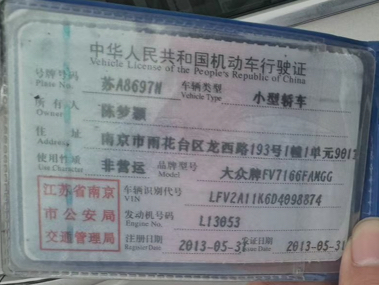 中华人民共和国机动车行驶证
Vehicle License of the People's Republic of China
号牌号码 苏A8697N 车辆类型 小型轿车
Plate No. Vehicle Type
所有人 陈梦颖
Owner
住址 南京市雨花台区龙西路193号1幢1单元901
Address
使用性质 非营运 品牌型号 大众牌FV7166FAMGG
Use Character Model
江苏省南京 车辆识别代号 LFV2A11K6D4098874
VIN
市公安局 发动机号码 L13053
Engine No.
交通管理局 注册日期 2013-05-31 发证日期 2013-05-31
Register Date Issue Date